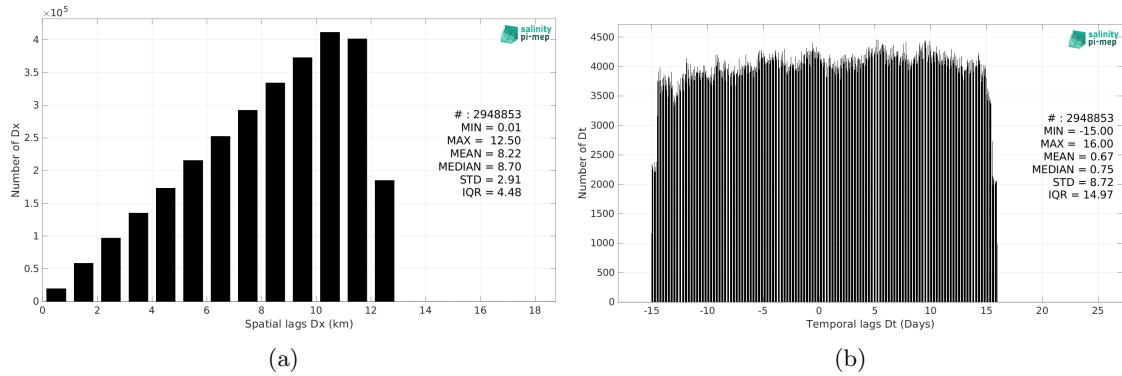 ×10⁵
4
3.5
3
2.5
2
1.5
1
0.5
0
Number of Dx
0 2 4 6 8 10 12 14 16 18
Spatial lags Dx (km)
salinity
pi-mep
# : 2948853
MIN = 0.01
MAX = 12.50
MEAN = 8.22
MEDIAN = 8.70
STD = 2.91
IQR = 4.48
(a)
4500
4000
3500
3000
2500
2000
1500
1000
500
0
Number of Dt
-15 -10 -5 0 5 10 15 20 25
Temporal lags Dt (Days)
salinity
pi-mep
# : 2948853
MIN = -15.00
MAX = 16.00
MEAN = 0.67
MEDIAN = 0.75
STD = 8.72
IQR = 14.97
(b)